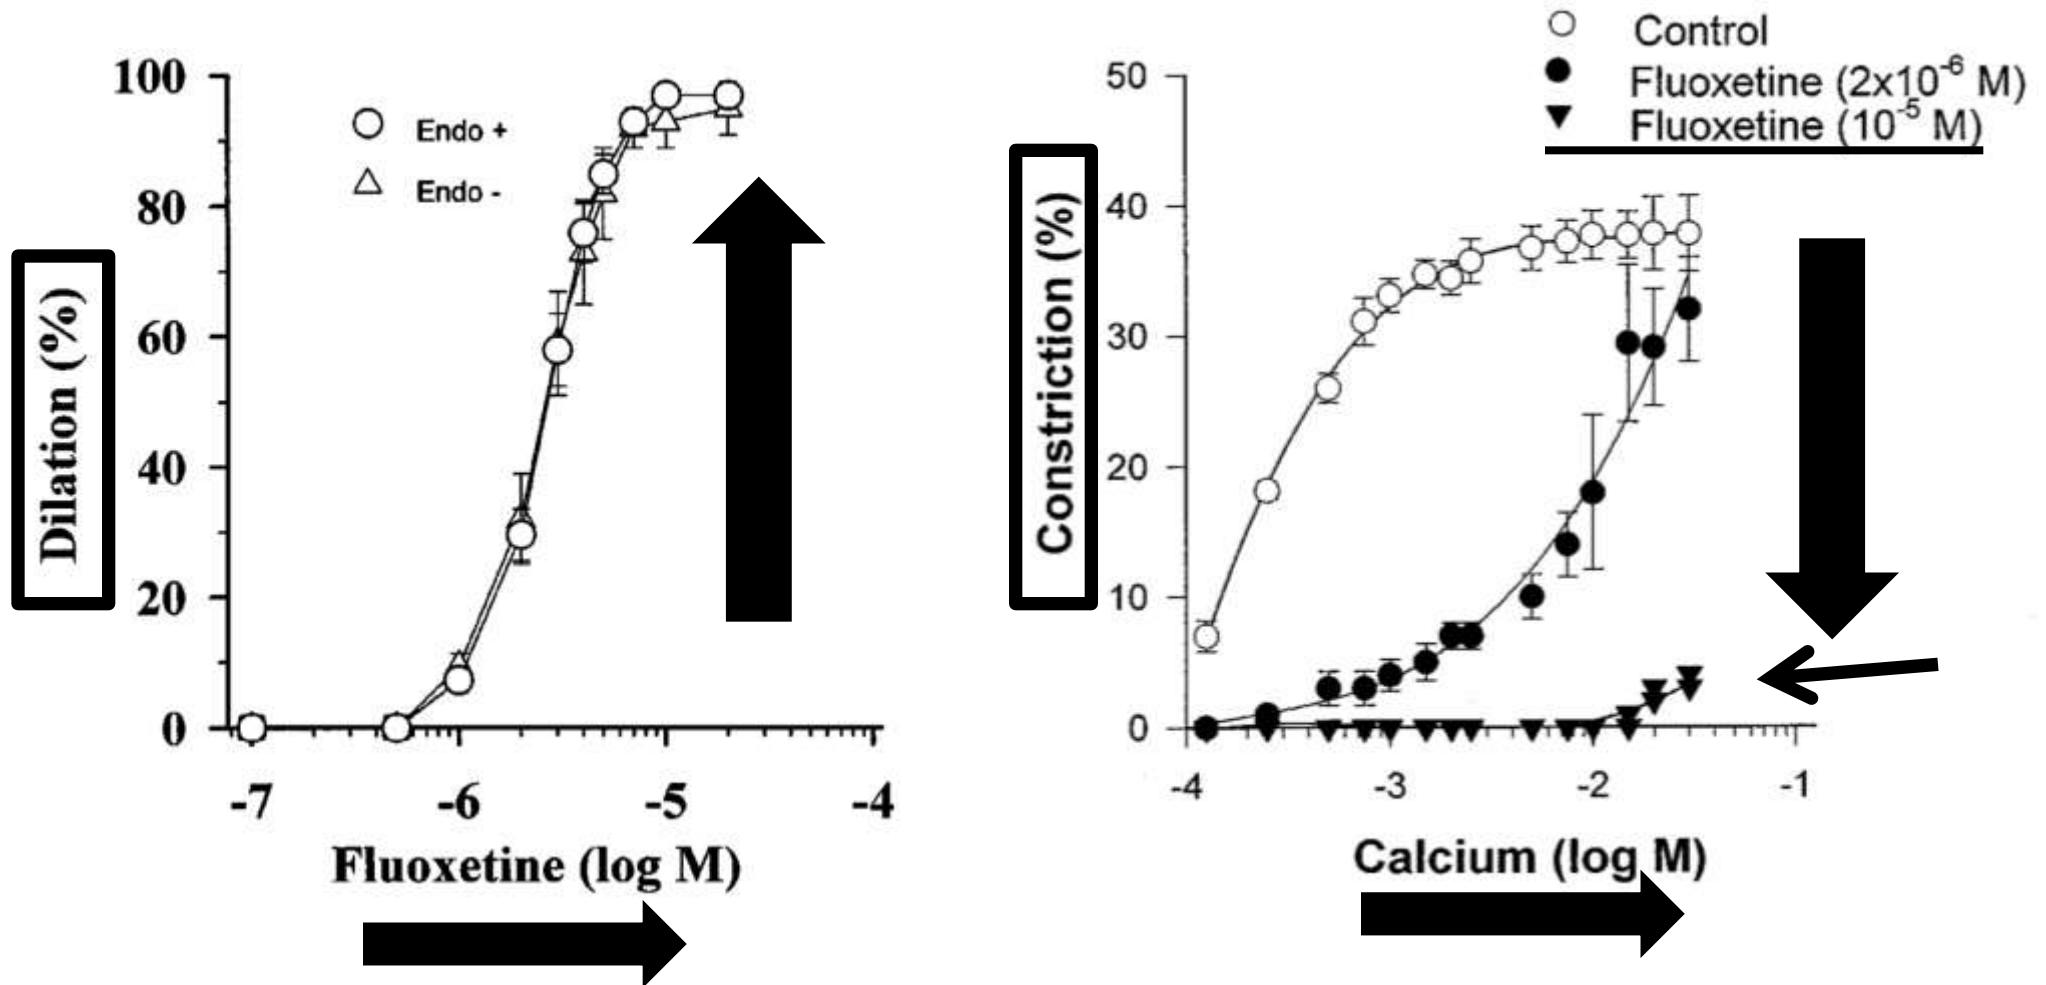 100
80
60
40
20
0
Dilation (%)
Endo +
Endo -
-7
-6
-5
-4
Fluoxetine (log M)
Control
Fluoxetine (2x10⁻⁶ M)
Fluoxetine (10⁻⁵ M)
50
40
30
20
10
0
Constriction (%)
-4
-3
-2
-1
Calcium (log M)